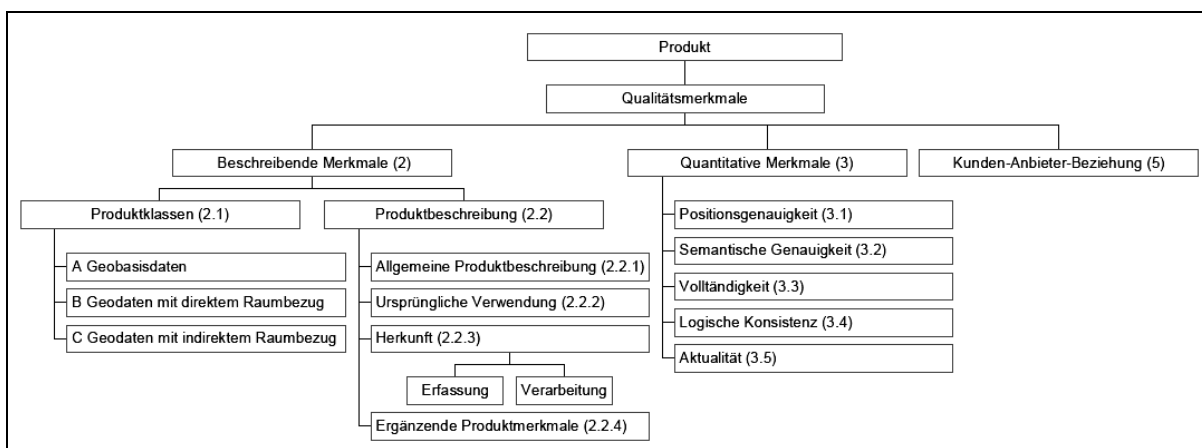 Produkt
Qualitätsmerkmale
Beschreibende Merkmale (2)
Quantitative Merkmale (3)
Kunden-Anbieter-Beziehung (5)
Produktklassen (2.1)
Produktbeschreibung (2.2)
Positionsgenauigkeit (3.1)
Semantische Genauigkeit (3.2)
Volltändigkeit (3.3)
Logische Konsistenz (3.4)
Aktualität (3.5)
A Geobasisdaten
B Geodaten mit direktem Raumbezug
C Geodaten mit indirektem Raumbezug
Allgemeine Produktbeschreibung (2.2.1)
Ursprüngliche Verwendung (2.2.2)
Herkunft (2.2.3)
Erfassung
Verarbeitung
Ergänzende Produktmerkmale (2.2.4)